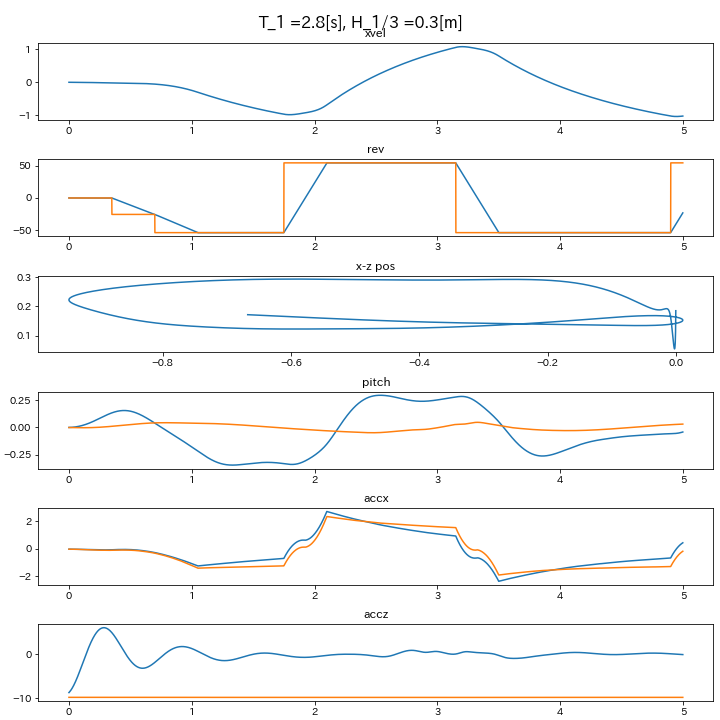 T_1 =2.8[s], H_1/3 =0.3[m]
xvel
1
0
−1
0 1 2 3 4 5
rev
50
0
−50
0 1 2 3 4 5
x-z pos
0.3
0.2
0.1
−0.8 −0.6 −0.4 −0.2 0.0
pitch
0.25
0.00
−0.25
0 1 2 3 4 5
accx
2
0
−2
0 1 2 3 4 5
accz
0
−10
0 1 2 3 4 5